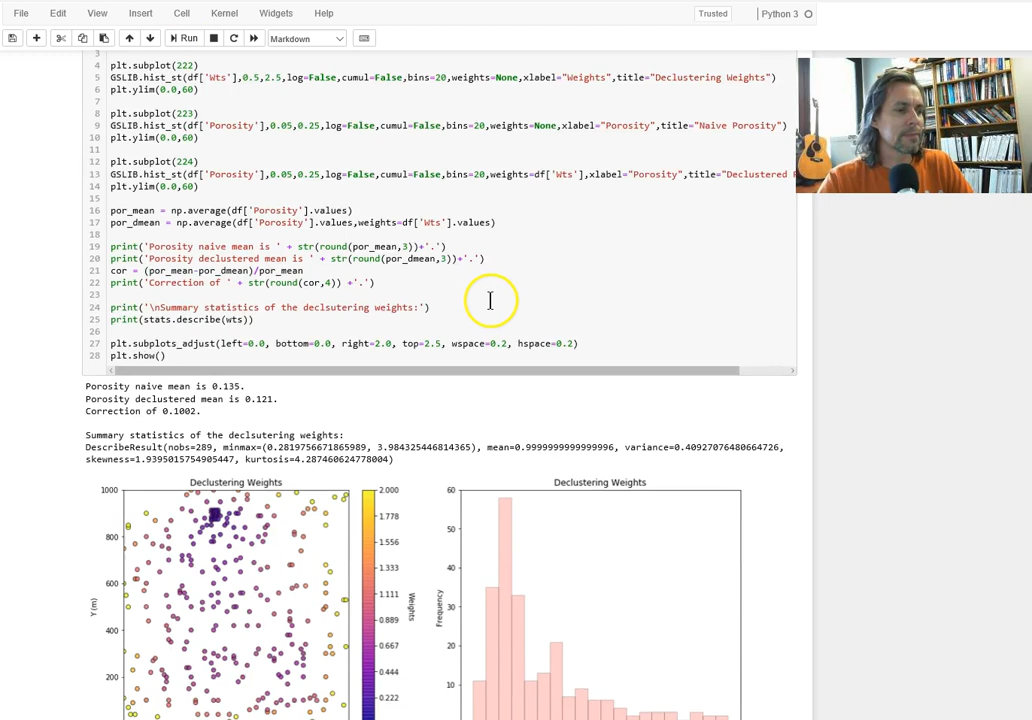 File Edit View Insert Cell Kernel Widgets Help Trusted Python 3
Run Markdown
3
4 plt.subplot(222)
5 GSLIB.hist_st(df['Wts'],0.5,2.5,log=False,cumul=False,bins=20,weights=None,xlabel="Weights",title="Declustering Weights")
6 plt.ylim(0.0,60)
7
8 plt.subplot(223)
9 GSLIB.hist_st(df['Porosity'],0.05,0.25,log=False,cumul=False,bins=20,weights=None,xlabel="Porosity",title="Naive Porosity")
10 plt.ylim(0.0,60)
11
12 plt.subplot(224)
13 GSLIB.hist_st(df['Porosity'],0.05,0.25,log=False,cumul=False,bins=20,weights=df['Wts'],xlabel="Porosity",title="Declustered
14 plt.ylim(0.0,60)
15
16 por_mean = np.average(df['Porosity'].values)
17 por_dmean = np.average(df['Porosity'].values,weights=df['Wts'].values)
18
19 print('Porosity naive mean is ' + str(round(por_mean,3))+'.')
20 print('Porosity declustered mean is ' + str(round(por_dmean,3))+'.')
21 cor = (por_mean-por_dmean)/por_mean
22 print('Correction of ' + str(round(cor,4)) +'.')
23
24 print('\nSummary statistics of the declsutering weights:')
25 print(stats.describe(wts))
26
27 plt.subplots_adjust(left=0.0, bottom=0.0, right=2.0, top=2.5, wspace=0.2, hspace=0.2)
28 plt.show()
Porosity naive mean is 0.135.
Porosity declustered mean is 0.121.
Correction of 0.1002.
Summary statistics of the declsutering weights:
DescribeResult(nobs=289, minmax=(0.2819756671865989, 3.984325446814365), mean=0.9999999999999996, variance=0.40927076480664726,
skewness=1.9395015754905447, kurtosis=4.287460624778004)
Declustering Weights
1000
800
600
400
200
Y (m)
2.000
1.778
1.556
1.333
1.111
0.889
0.667
0.444
0.222
Weights
Declustering Weights
60
50
40
30
20
10
Frequency